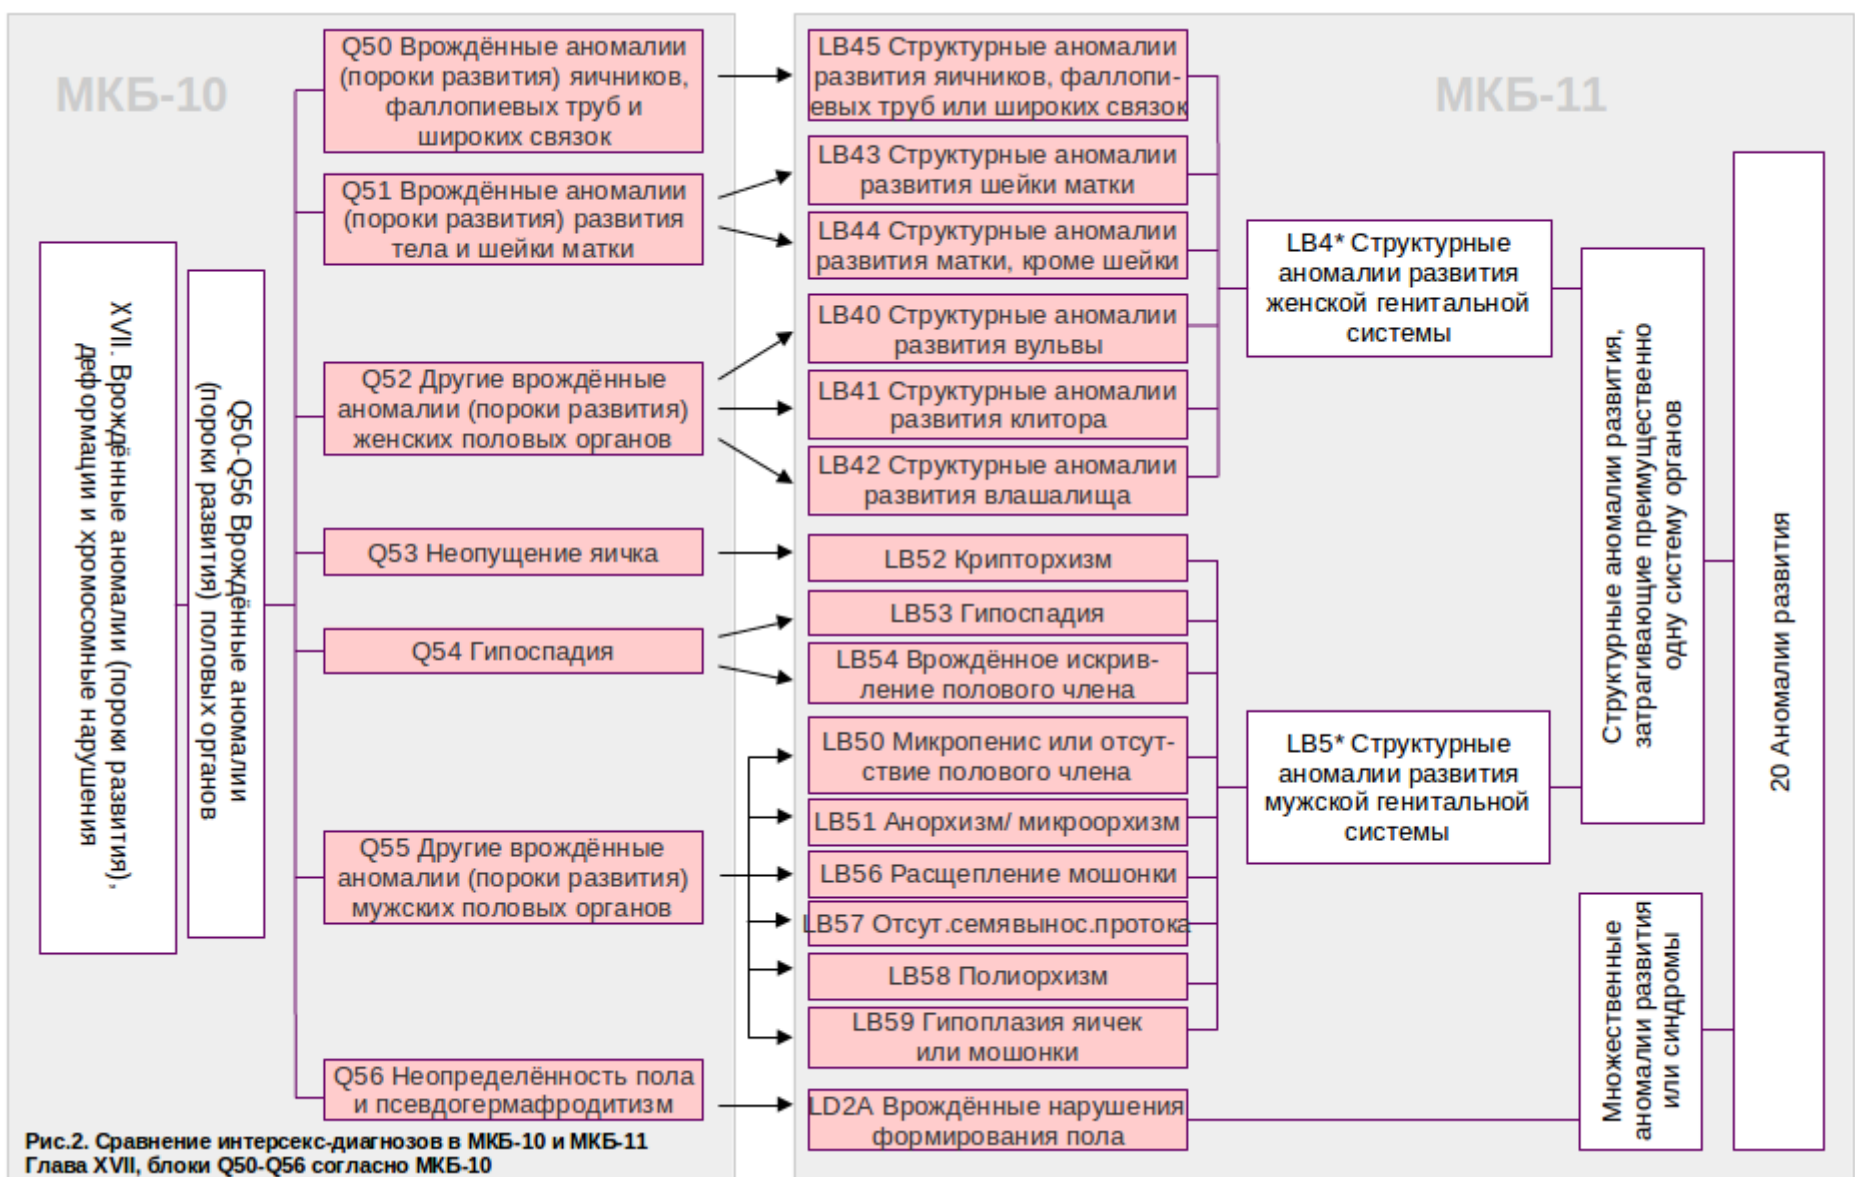 МКБ-10
XVII. Врождённые аномалии (пороки развития),
деформации и хромосомные нарушения
Q50-Q56 Врождённые аномалии
(пороки развития) половых органов
Q50 Врождённые аномалии
(пороки развития) яичников,
фаллопиевых труб и
широких связок
Q51 Врождённые аномалии
(пороки развития) развития
тела и шейки матки
Q52 Другие врождённые
аномалии (пороки развития)
женских половых органов
Q53 Неопущение яичка
Q54 Гипоспадия
Q55 Другие врождённые
аномалии (пороки развития)
мужских половых органов
Q56 Неопределённость пола
и псевдогермафродитизм
Рис.2. Сравнение интерсекс-диагнозов в МКБ-10 и МКБ-11
Глава XVII, блоки Q50-Q56 согласно МКБ-10
МКБ-11
LB45 Структурные аномалии
развития яичников, фаллопи-
евых труб или широких связок
LB43 Структурные аномалии
развития шейки матки
LB44 Структурные аномалии
развития матки, кроме шейки
LB40 Структурные аномалии
развития вульвы
LB41 Структурные аномалии
развития клитора
LB42 Структурные аномалии
развития влашалища
LB52 Крипторхизм
LB53 Гипоспадия
LB54 Врождённое искрив-
ление полового члена
LB50 Микропенис или отсут-
ствие полового члена
LB51 Анорхизм/ микроорхизм
LB56 Расщепление мошонки
LB57 Отсут.семявынос.протока
LB58 Полиорхизм
LB59 Гипоплазия яичек
или мошонки
LD2A Врождённые нарушения
формирования пола
LB4* Структурные
аномалии развития
женской генитальной
системы
LB5* Структурные
аномалии развития
мужской генитальной
системы
Структурные аномалии развития,
затрагивающие преимущественно
одну систему органов
Множественные
аномалии развития
или синдромы
20 Аномалии развития